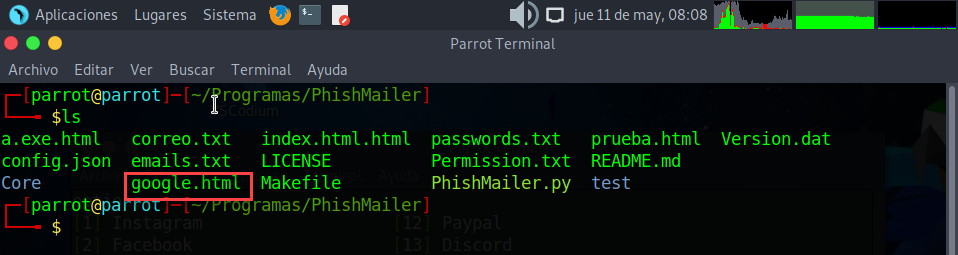 Aplicaciones Lugares Sistema jue 11 de may, 08:08
Parrot Terminal
Archivo Editar Ver Buscar Terminal Ayuda
┌─[parrot@parrot]─[~/Programas/PhishMailer]
└──╼ $ls
a.exe.html correo.txt index.html.html passwords.txt prueba.html Version.dat
config.json emails.txt LICENSE Permission.txt README.md
Core google.html Makefile PhishMailer.py test
┌─[parrot@parrot]─[~/Programas/PhishMailer]
└──╼ $
[1] Instagram [12] Paypal
[2] Facebook [13] Discord